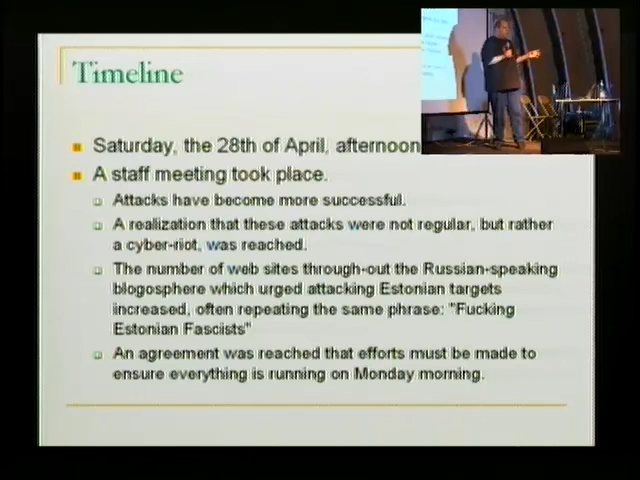 Timeline
Saturday, the 28th of April, afternoon
A staff meeting took place.
Attacks have become more successful.
A realization that these attacks were not regular, but rather
a cyber-riot, was reached.
The number of web sites through-out the Russian-speaking
blogosphere which urged attacking Estonian targets
increased, often repeating the same phrase: "Fucking
Estonian Fascists"
An agreement was reached that efforts must be made to
ensure everything is running on Monday morning.